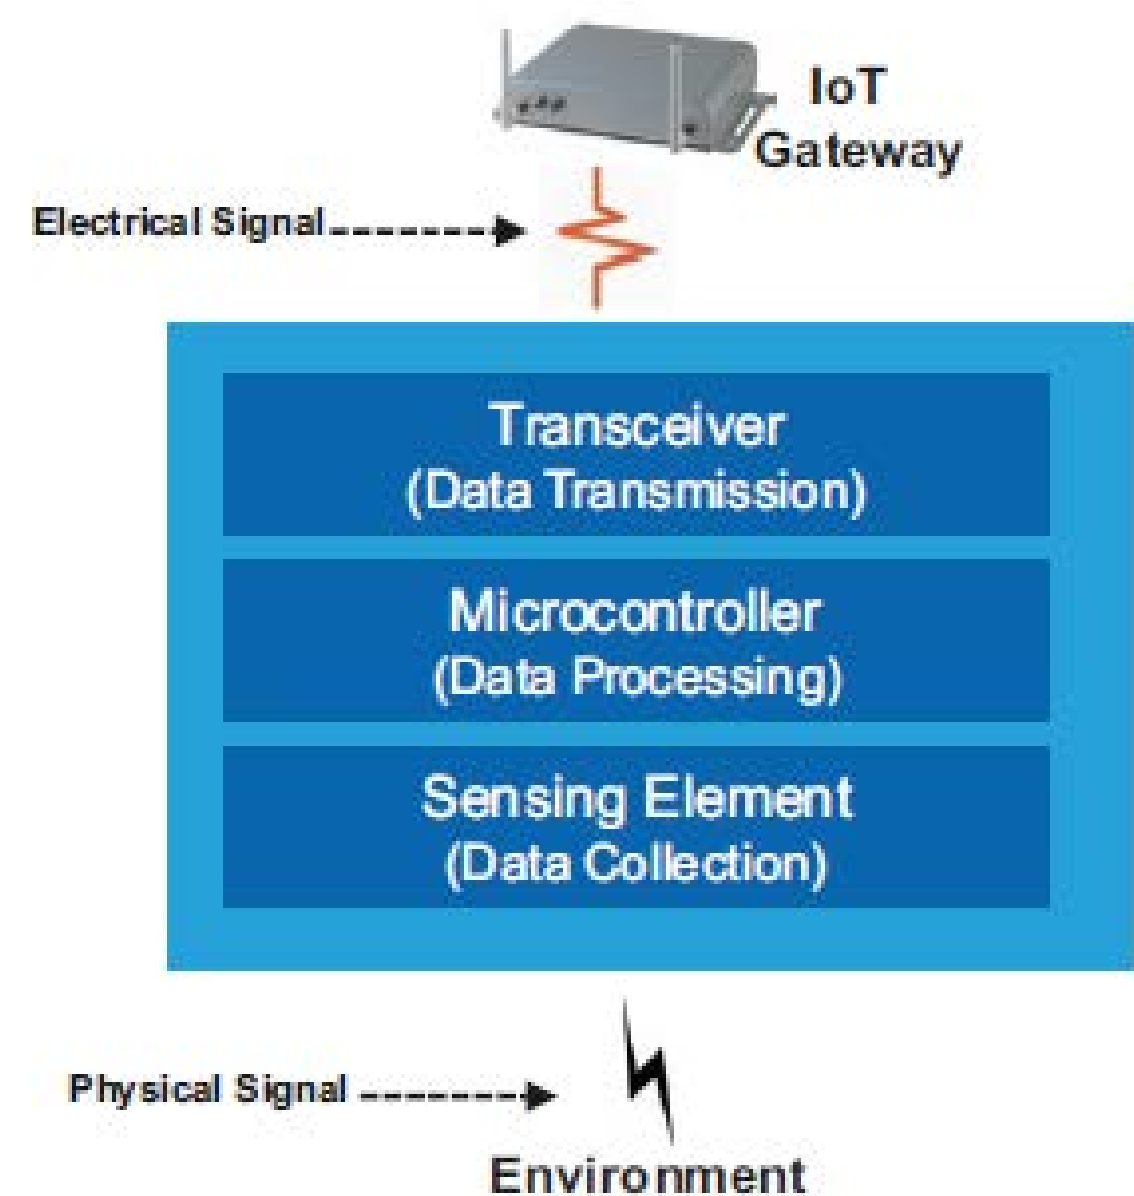 IoT
Gateway
Electrical Signal
Transceiver
(Data Transmission)
Microcontroller
(Data Processing)
Sensing Element
(Data Collection)
Physical Signal
Environment